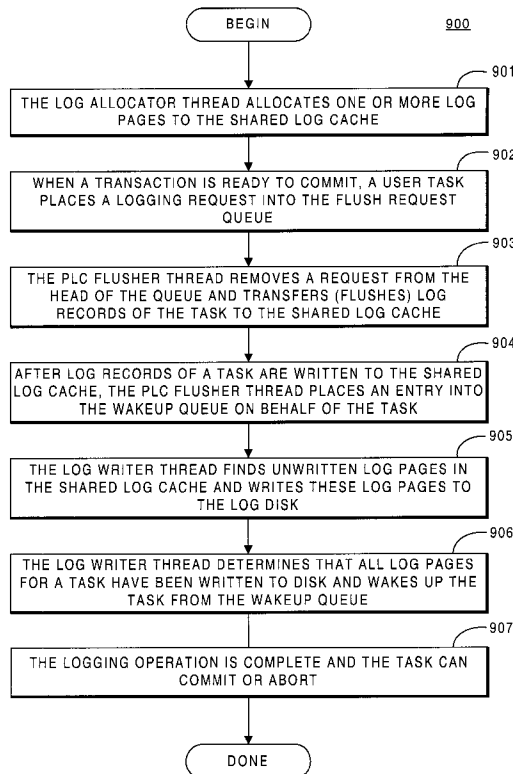 BEGIN
900
901
THE LOG ALLOCATOR THREAD ALLOCATES ONE OR MORE LOG
PAGES TO THE SHARED LOG CACHE
902
WHEN A TRANSACTION IS READY TO COMMIT, A USER TASK
PLACES A LOGGING REQUEST INTO THE FLUSH REQUEST
QUEUE
903
THE PLC FLUSHER THREAD REMOVES A REQUEST FROM THE
HEAD OF THE QUEUE AND TRANSFERS (FLUSHES) LOG
RECORDS OF THE TASK TO THE SHARED LOG CACHE
904
AFTER LOG RECORDS OF A TASK ARE WRITTEN TO THE SHARED
LOG CACHE, THE PLC FLUSHER THREAD PLACES AN ENTRY INTO
THE WAKEUP QUEUE ON BEHALF OF THE TASK
905
THE LOG WRITER THREAD FINDS UNWRITTEN LOG PAGES IN
THE SHARED LOG CACHE AND WRITES THESE LOG PAGES TO
THE LOG DISK
906
THE LOG WRITER THREAD DETERMINES THAT ALL LOG PAGES
FOR A TASK HAVE BEEN WRITTEN TO DISK AND WAKES UP THE
TASK FROM THE WAKEUP QUEUE
907
THE LOGGING OPERATION IS COMPLETE AND THE TASK CAN
COMMIT OR ABORT
DONE